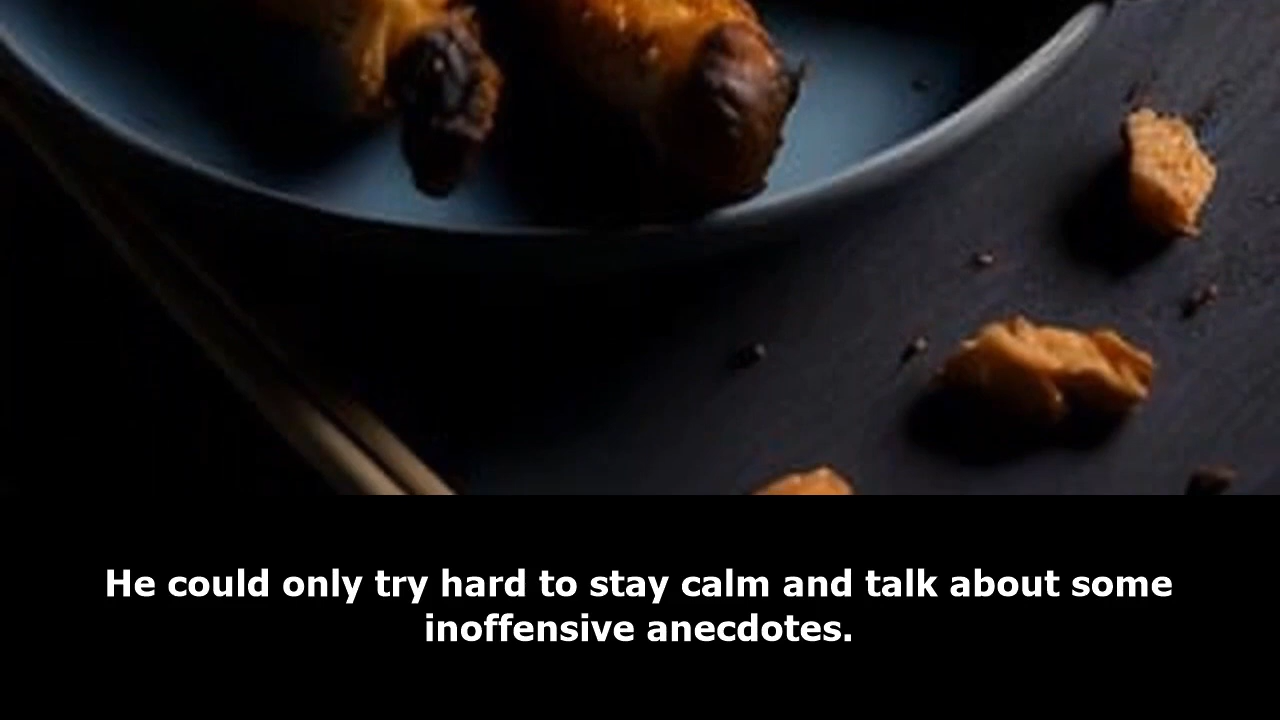 He could only try hard to stay calm and talk about some
inoffensive anecdotes.